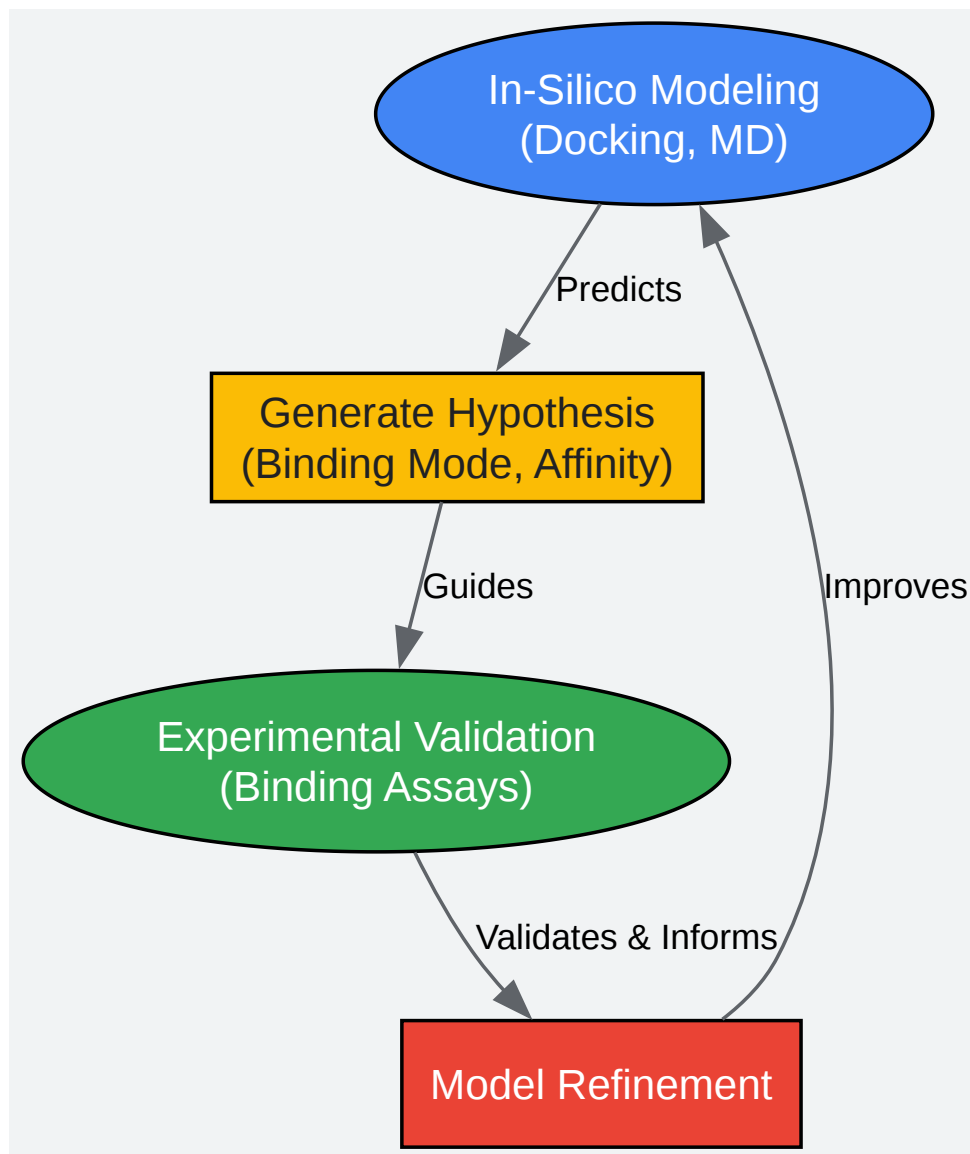 In-Silico Modeling
(Docking, MD)
Predicts
Generate Hypothesis
(Binding Mode, Affinity)
Guides
Improves
Experimental Validation
(Binding Assays)
Validates & Informs
Model Refinement